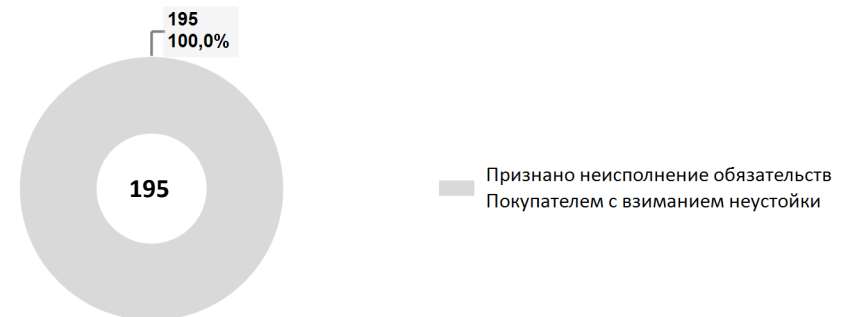 195
100,0%
195
Признано неисполнение обязательств
Покупателем с взиманием неустойки